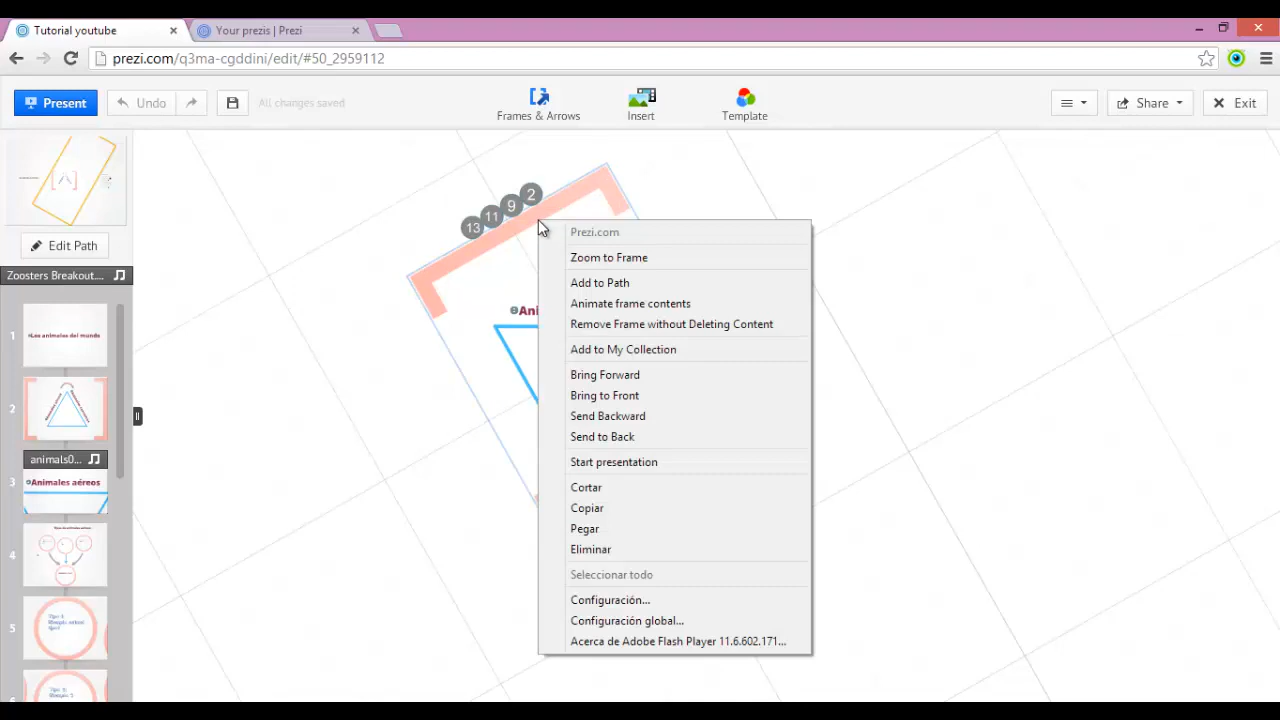 Tutorial youtube
Your prezis | Prezi
prezi.com/q3ma-cgddini/edit/#50_2959112
Present
Undo
All changes saved
Frames & Arrows
Insert
Template
Share
Exit
Edit Path
Zoosters Breakout....
1
Los animales del mundo
2
animals0...
3
Animales aéreos
4
5
13
11
9
2
Ani
Prezi.com
Zoom to Frame
Add to Path
Animate frame contents
Remove Frame without Deleting Content
Add to My Collection
Bring Forward
Bring to Front
Send Backward
Send to Back
Start presentation
Cortar
Copiar
Pegar
Eliminar
Seleccionar todo
Configuración...
Configuración global...
Acerca de Adobe Flash Player 11.6.602.171...